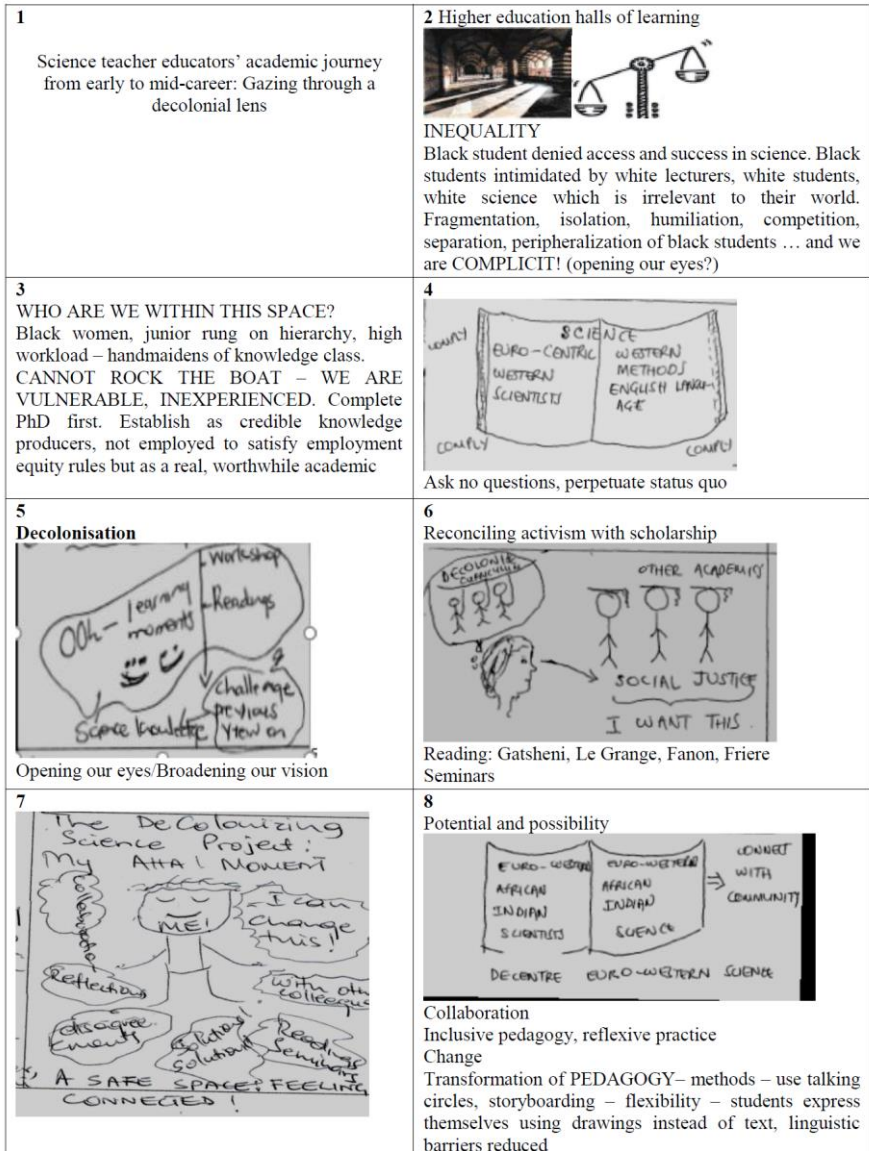 1
Science teacher educators' academic journey
from early to mid-career: Gazing through a
decolonial lens
2 Higher education halls of learning
INEQUALITY
Black student denied access and success in science. Black
students intimidated by white lecturers, white students,
white science which is irrelevant to their world.
Fragmentation, isolation, humiliation, competition,
separation, peripheralization of black students … and we
are COMPLICIT! (opening our eyes?)
3
WHO ARE WE WITHIN THIS SPACE?
Black women, junior rung on hierarchy, high
workload – handmaidens of knowledge class.
CANNOT ROCK THE BOAT – WE ARE
VULNERABLE, INEXPERIENCED. Complete
PhD first. Establish as credible knowledge
producers, not employed to satisfy employment
equity rules but as a real, worthwhile academic
4
SCIENCE
EURO-CENTRIC
WESTERN
SCIENTISTS
WESTERN
METHODS
ENGLISH LANGU-
AGE
COMPLY
COMPLY
COMPLY
Ask no questions, perpetuate status quo
5
Decolonisation
Ooh – learning
moments
Workshop
Readings
Science knowledge
Challenge
previous
view on
Opening our eyes/Broadening our vision
6
Reconciling activism with scholarship
CURRICULUM
OTHER ACADEMICS
SOCIAL JUSTICE
I WANT THIS.
Reading: Gatsheni, Le Grange, Fanon, Friere
Seminars
7
The DeColonizing
Science Project:
My AHA! MOMENT
Collaboration
ME!
I can
change
this!
Reflections
with
disagree-
ments
Solutions!
Readings
Seminars
A SAFE SPACE: FEELING
CONNECTED!
8
Potential and possibility
EURO-WESTERN
AFRICAN
INDIAN
SCIENTISTS
EURO-WESTERN
AFRICAN
INDIAN
SCIENCE
⇒ CONNECT
WITH
COMMUNITY
DECENTRE EURO-WESTERN SCIENCE
Collaboration
Inclusive pedagogy, reflexive practice
Change
Transformation of PEDAGOGY– methods – use talking
circles, storyboarding – flexibility – students express
themselves using drawings instead of text, linguistic
barriers reduced